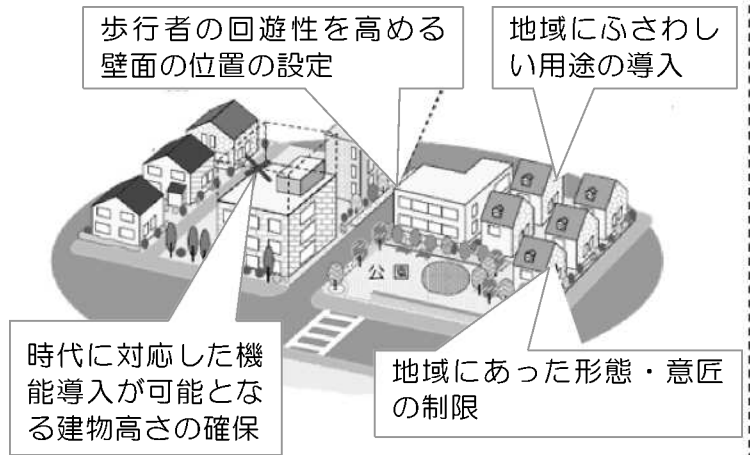 歩行者の回遊性を高める
壁面の位置の設定
地域にふさわし
い用途の導入
公園
時代に対応した機
能導入が可能とな
る建物高さの確保
地域にあった形態・意匠
の制限